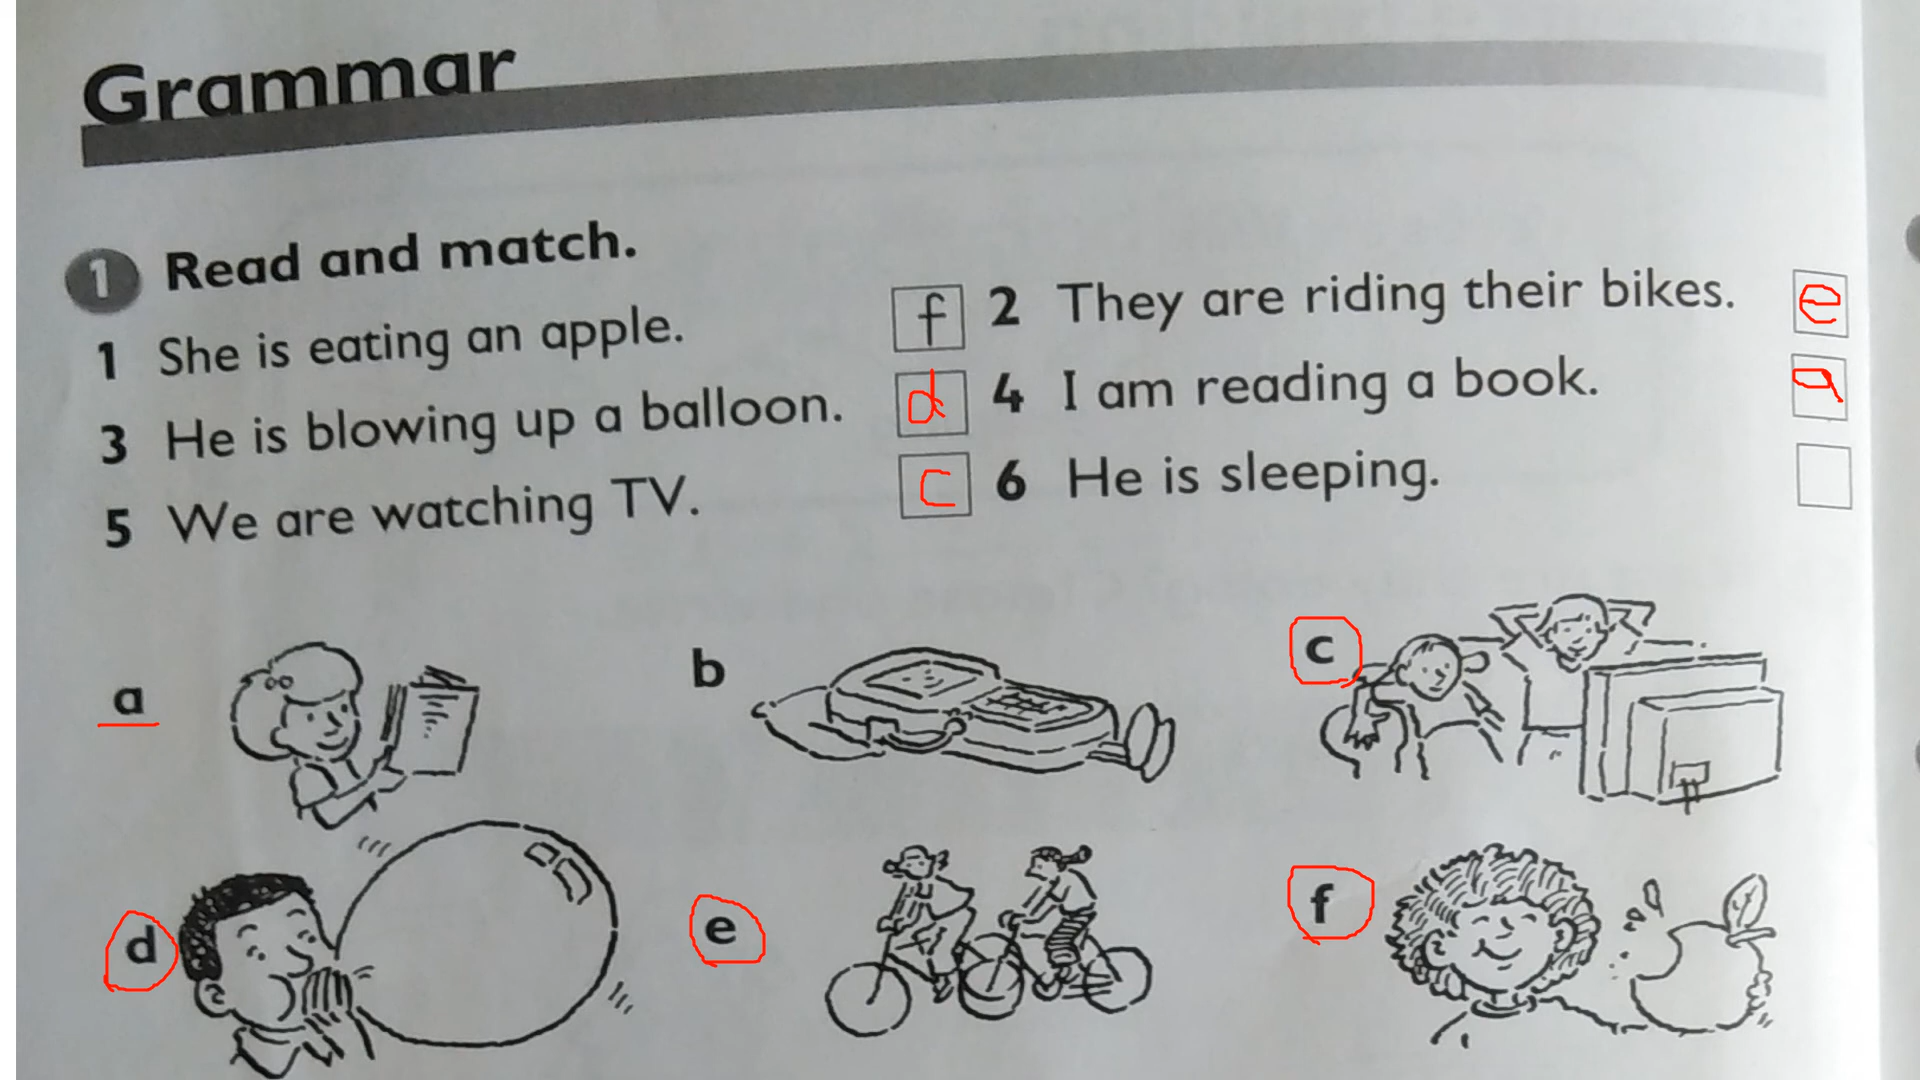 Grammar
1 Read and match.
1 She is eating an apple. f 2 They are riding their bikes. e
3 He is blowing up a balloon. d 4 I am reading a book. a
5 We are watching TV. c 6 He is sleeping.
a b c
d e f